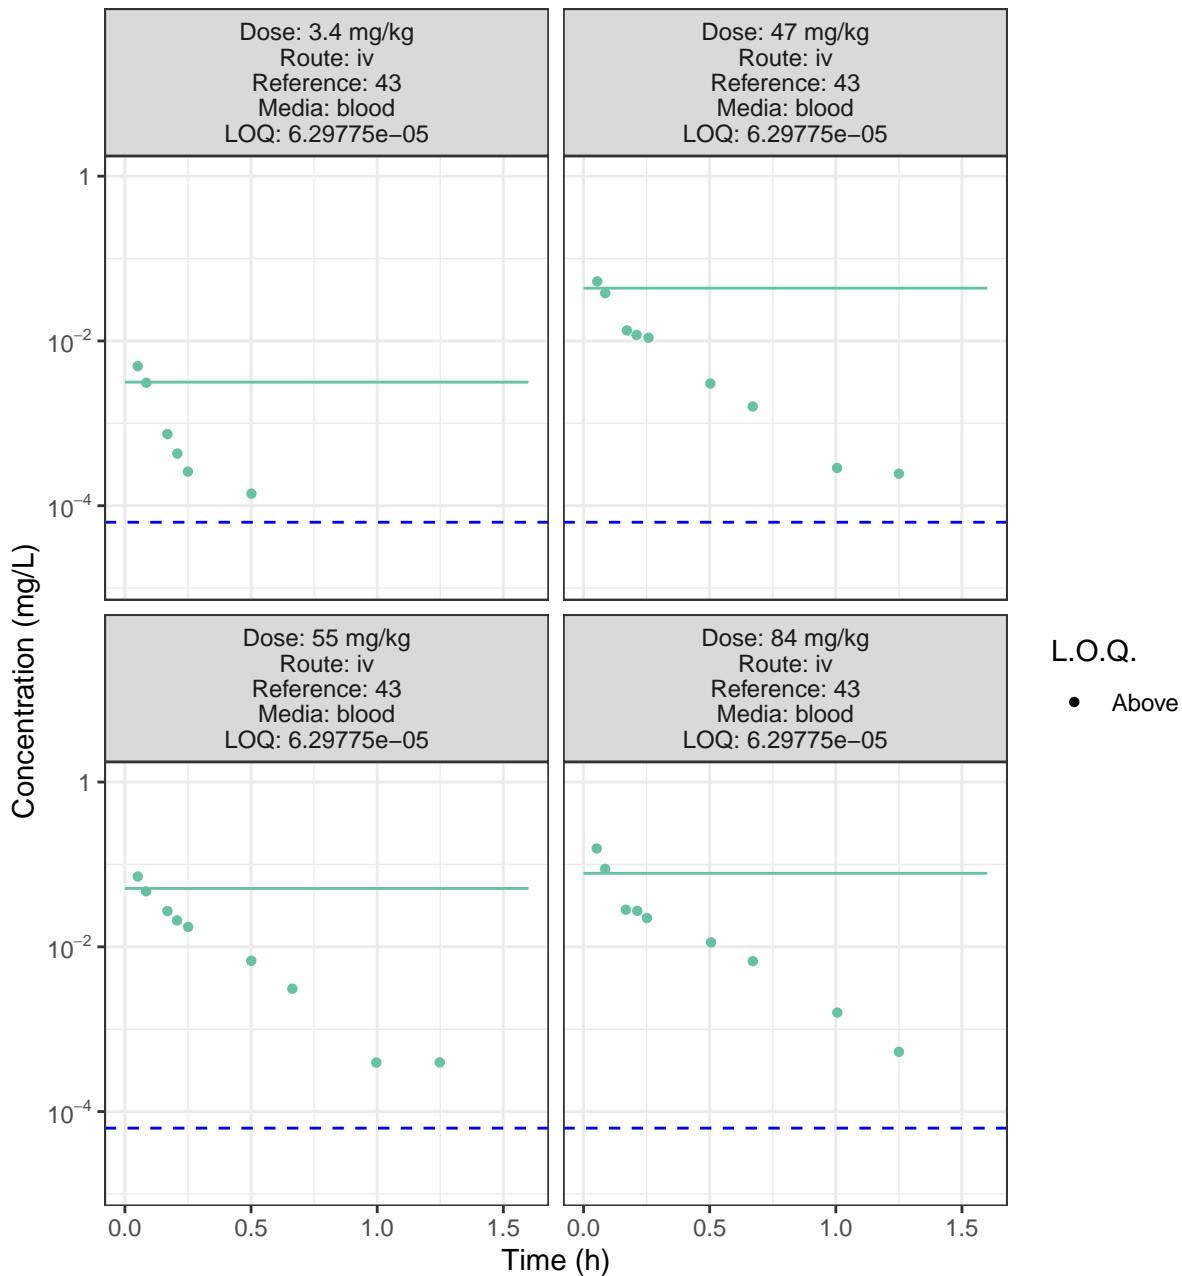 Dose: 3.4 mg/kg
Route: iv
Reference: 43
Media: blood
LOQ: 6.29775e−05
Dose: 47 mg/kg
Route: iv
Reference: 43
Media: blood
LOQ: 6.29775e−05
1
10⁻²
10⁻⁴
Concentration (mg/L)
Dose: 55 mg/kg
Route: iv
Reference: 43
Media: blood
LOQ: 6.29775e−05
Dose: 84 mg/kg
Route: iv
Reference: 43
Media: blood
LOQ: 6.29775e−05
1
10⁻²
10⁻⁴
0.0 0.5 1.0 1.5
0.0 0.5 1.0 1.5
Time (h)
L.O.Q.
Above